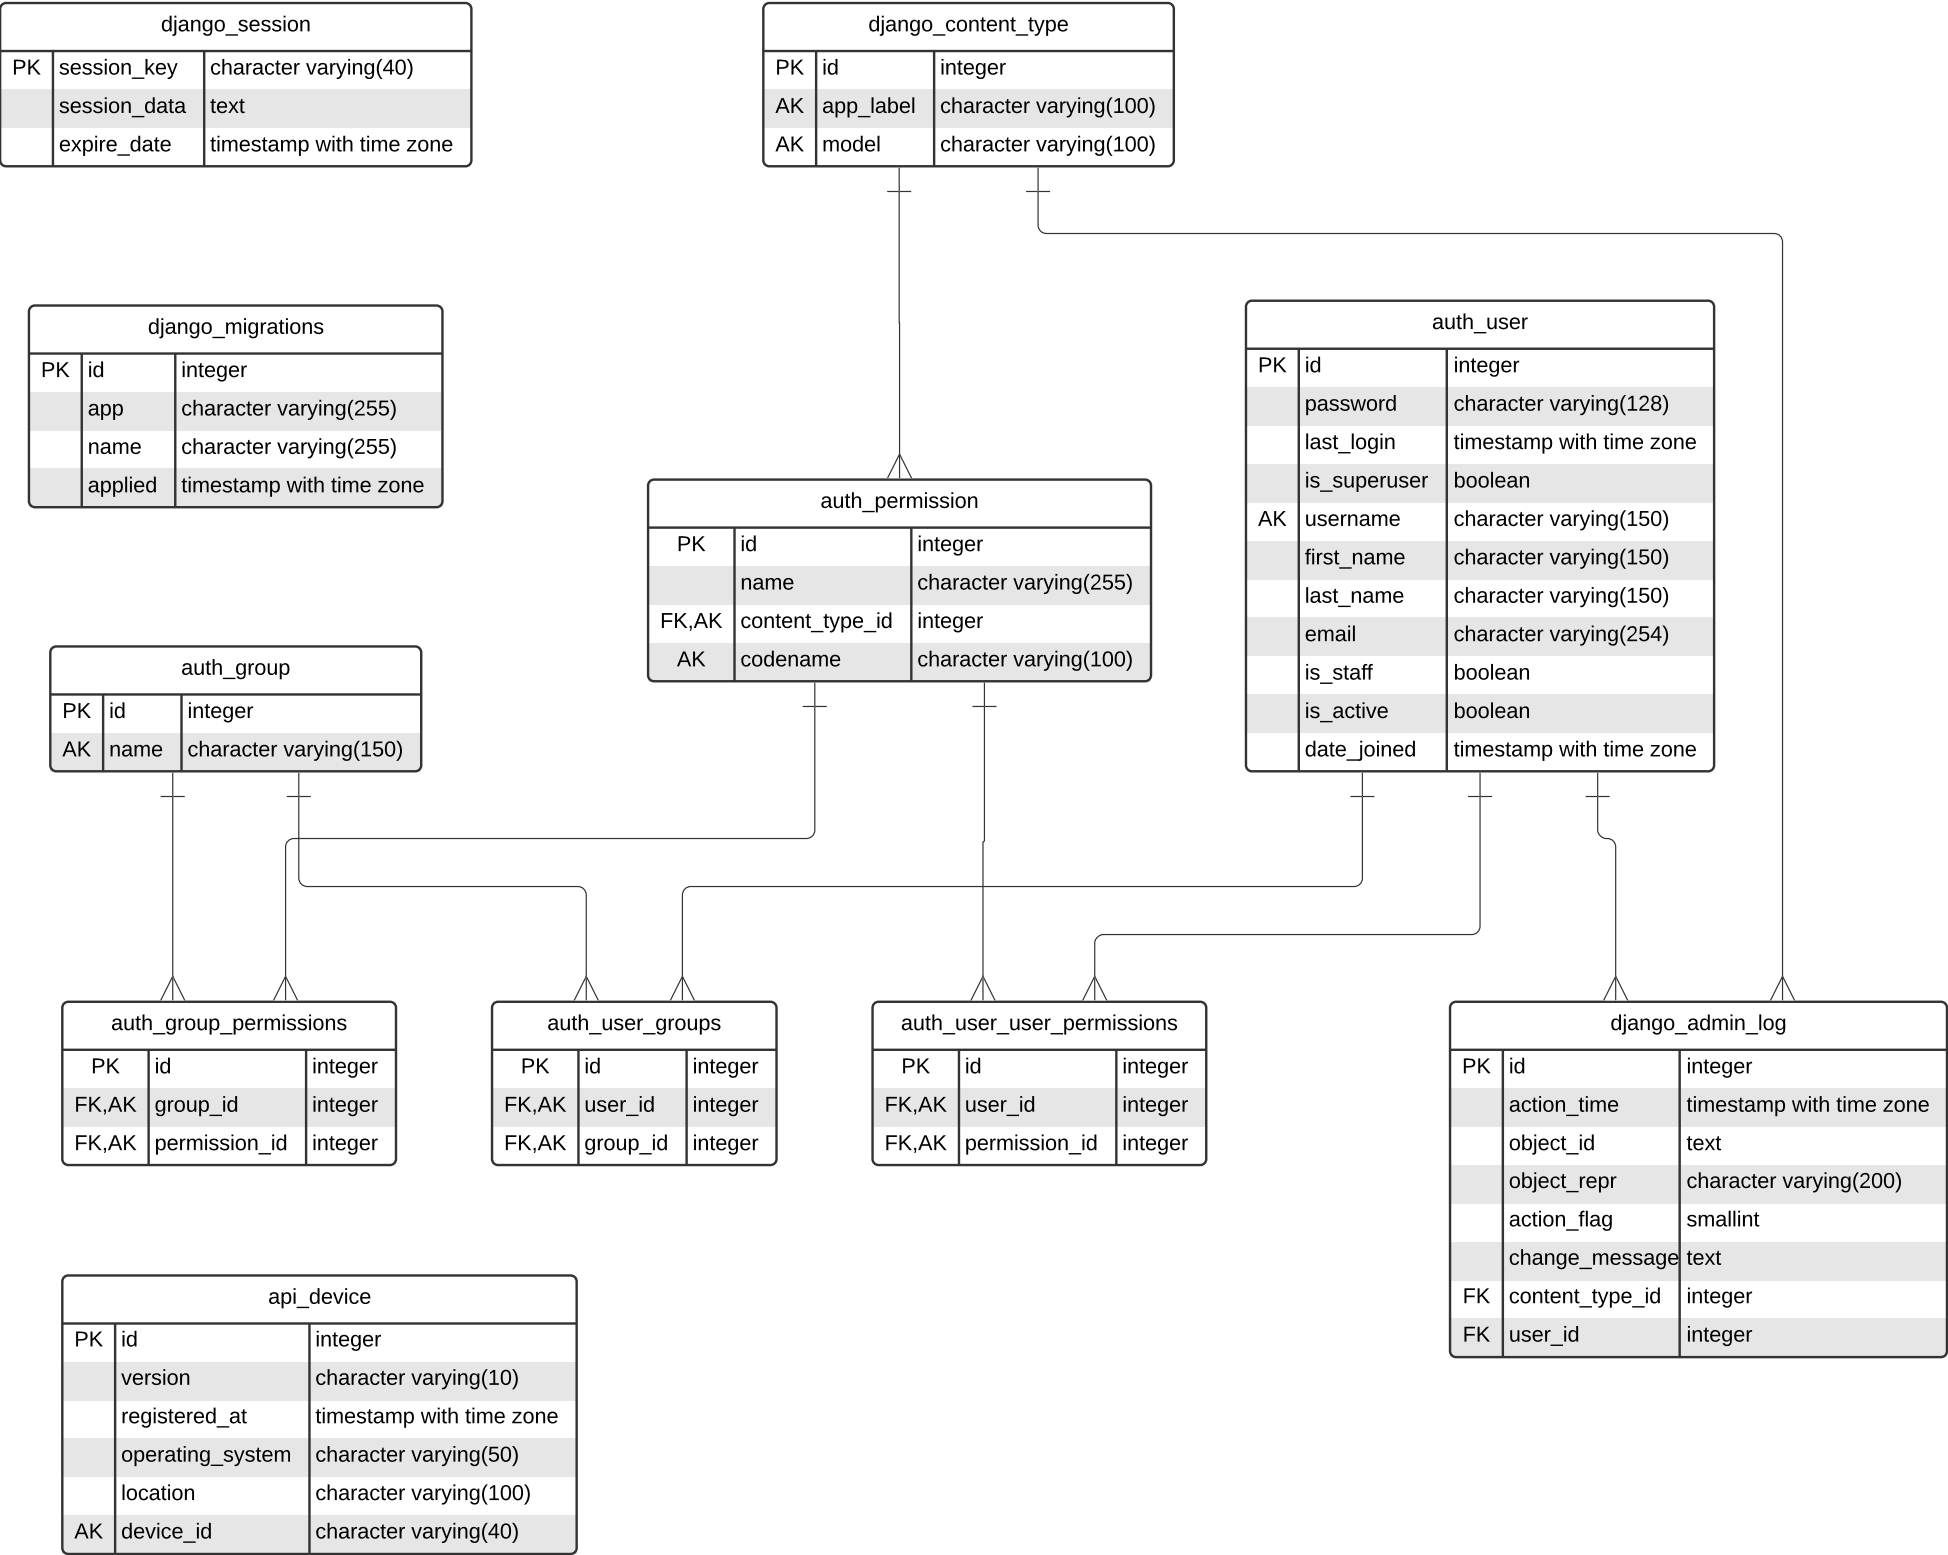 django_session
PK session_key character varying(40)
session_data text
expire_date timestamp with time zone
django_content_type
PK id integer
AK app_label character varying(100)
AK model character varying(100)
django_migrations
PK id integer
app character varying(255)
name character varying(255)
applied timestamp with time zone
auth_user
PK id integer
password character varying(128)
last_login timestamp with time zone
is_superuser boolean
AK username character varying(150)
first_name character varying(150)
last_name character varying(150)
email character varying(254)
is_staff boolean
is_active boolean
date_joined timestamp with time zone
auth_permission
PK id integer
name character varying(255)
FK,AK content_type_id integer
AK codename character varying(100)
auth_group
PK id integer
AK name character varying(150)
auth_group_permissions
PK id integer
FK,AK group_id integer
FK,AK permission_id integer
auth_user_groups
PK id integer
FK,AK user_id integer
FK,AK group_id integer
auth_user_user_permissions
PK id integer
FK,AK user_id integer
FK,AK permission_id integer
django_admin_log
PK id integer
action_time timestamp with time zone
object_id text
object_repr character varying(200)
action_flag smallint
change_message text
FK content_type_id integer
FK user_id integer
api_device
PK id integer
version character varying(10)
registered_at timestamp with time zone
operating_system character varying(50)
location character varying(100)
AK device_id character varying(40)